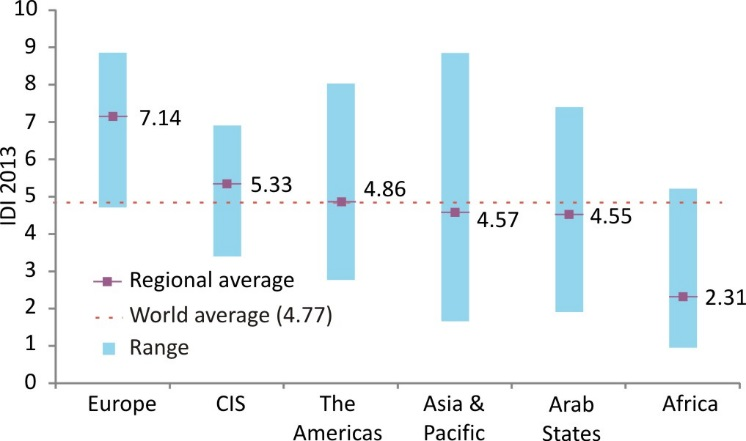 10
9
8
7
6
5
4
3
2
1
0
IDI 2013
7.14
5.33
4.86
4.57
4.55
2.31
Regional average
World average (4.77)
Range
Europe
CIS
The
Americas
Asia &
Pacific
Arab
States
Africa